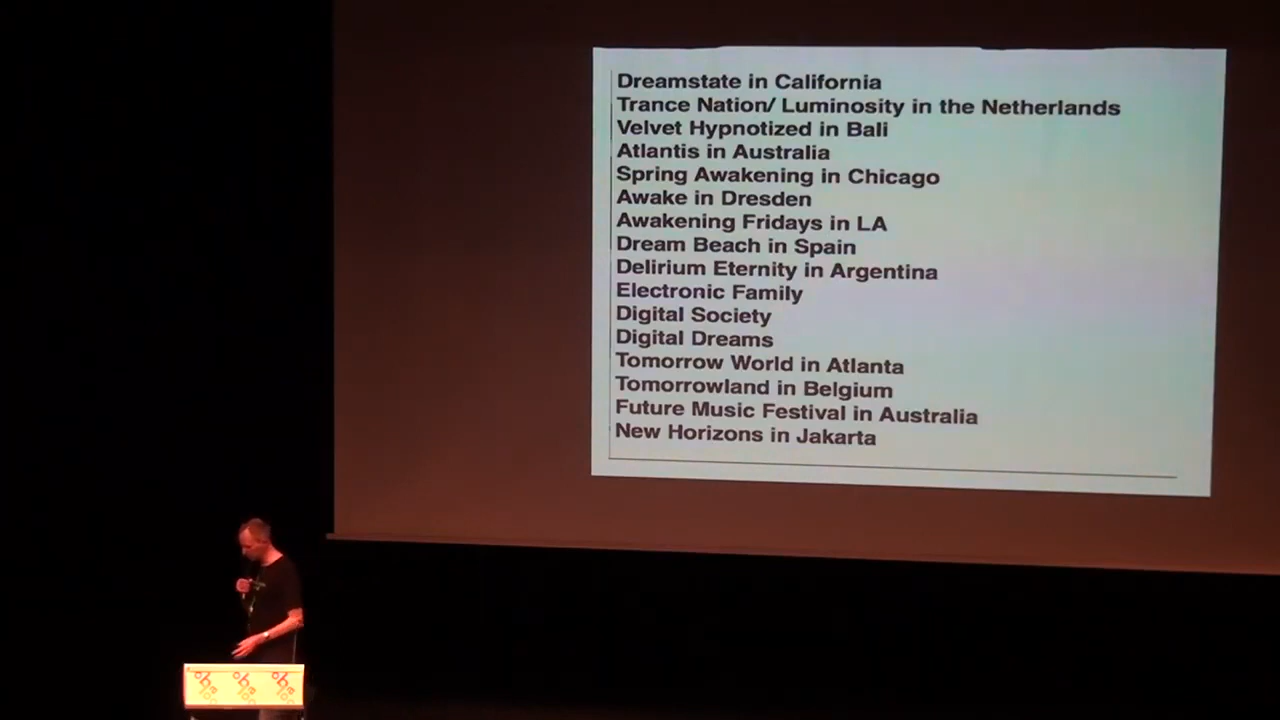 Dreamstate in California
Trance Nation/ Luminosity in the Netherlands
Velvet Hypnotized in Bali
Atlantis in Australia
Spring Awakening in Chicago
Awake in Dresden
Awakening Fridays in LA
Dream Beach in Spain
Delirium Eternity in Argentina
Electronic Family
Digital Society
Digital Dreams
Tomorrow World in Atlanta
Tomorrowland in Belgium
Future Music Festival in Australia
New Horizons in Jakarta